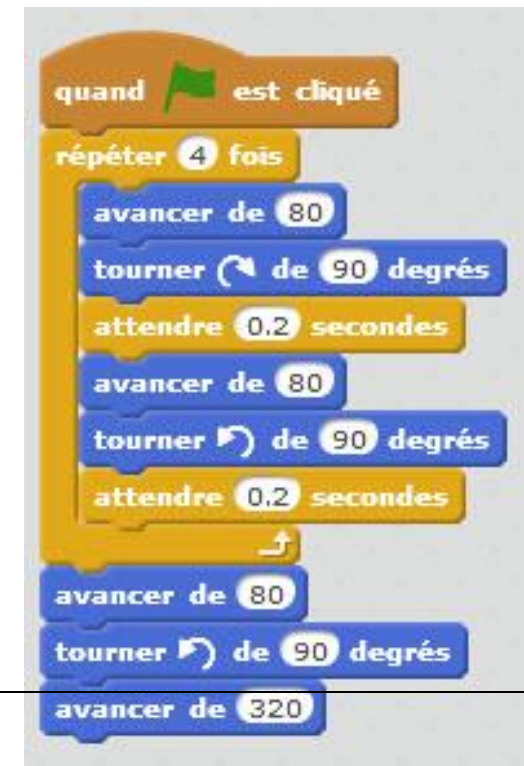 quand est cliqué
répéter 4 fois
avancer de 80
tourner de 90 degrés
attendre 0.2 secondes
avancer de 80
tourner de 90 degrés
attendre 0.2 secondes
avancer de 80
tourner de 90 degrés
avancer de 320